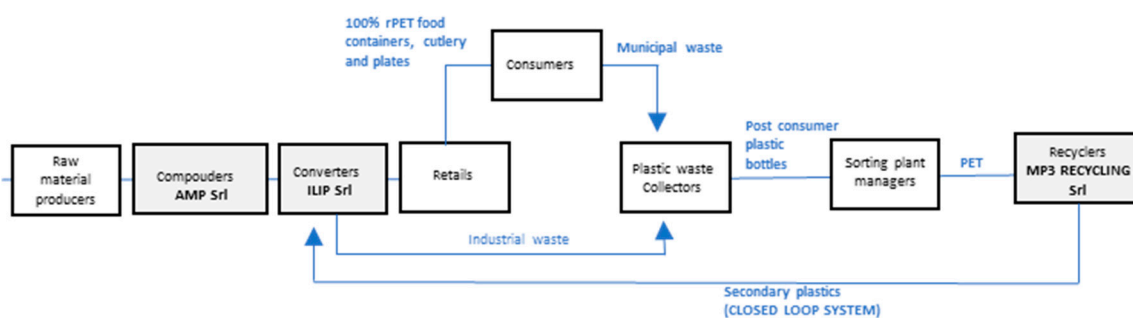 100% rPET food
containers, cutlery
and plates
Consumers
Municipal waste
Raw
material
producers
Compouders
AMP Srl
Converters
ILIP Srl
Retails
Plastic waste
Collectors
Post consumer
plastic
bottles
Sorting plant
managers
PET
Recyclers
MP3 RECYCLING
Srl
Industrial waste
Secondary plastics
(CLOSED LOOP SYSTEM)